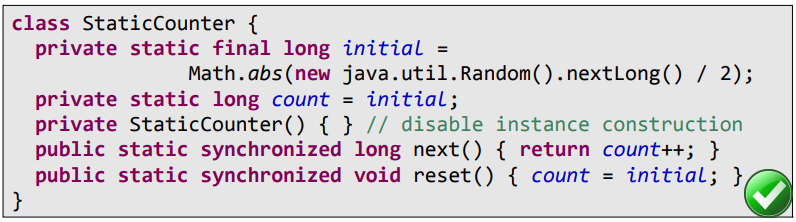 class StaticCounter {
private static final long initial =
Math.abs(new java.util.Random().nextLong() / 2);
private static long count = initial;
private StaticCounter() { } // disable instance construction
public static synchronized long next() { return count++; }
public static synchronized void reset() { count = initial; }
}